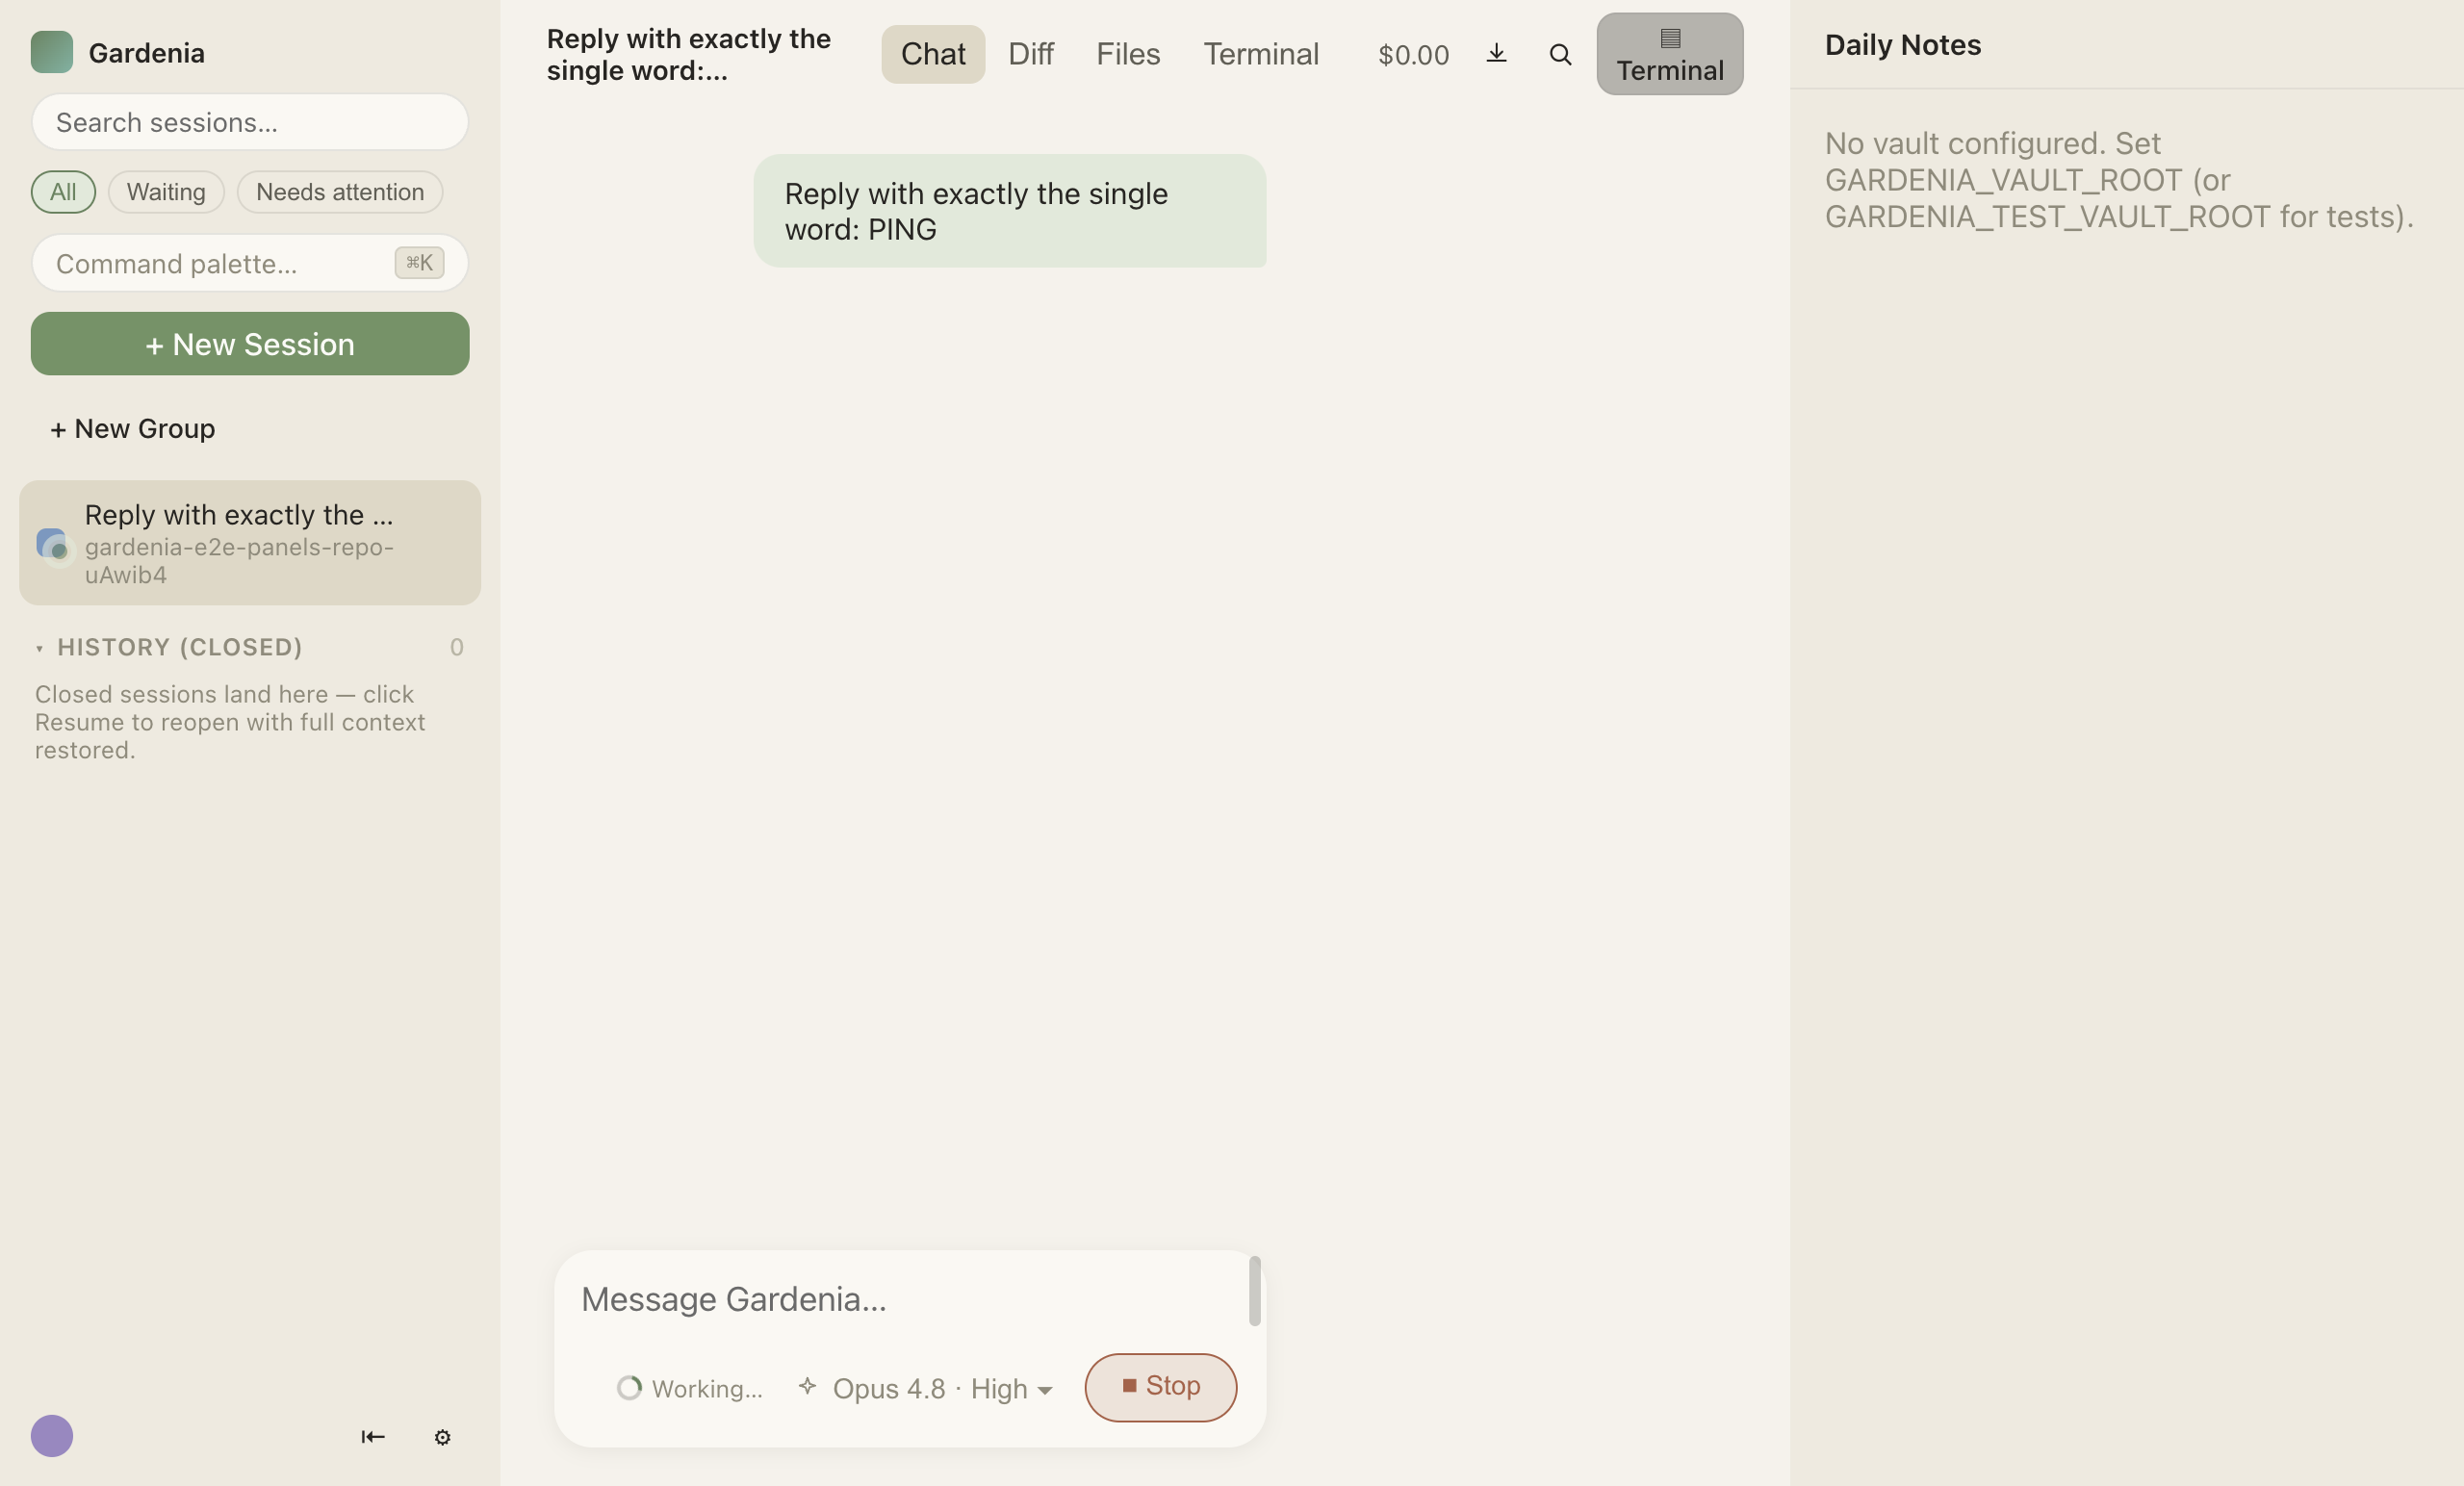 Gardenia
Search sessions...
All
Waiting
Needs attention
Command palette...
⌘K
+ New Session
+ New Group
Reply with exactly the ...
gardenia-e2e-panels-repo-
uAwib4
HISTORY (CLOSED)
0
Closed sessions land here — click
Resume to reopen with full context
restored.
Reply with exactly the
single word:...
Chat
Diff
Files
Terminal
$0.00
Terminal
Reply with exactly the single
word: PING
Message Gardenia...
Working...
Opus 4.8 · High
Stop
Daily Notes
No vault configured. Set
GARDENIA_VAULT_ROOT (or
GARDENIA_TEST_VAULT_ROOT for tests).